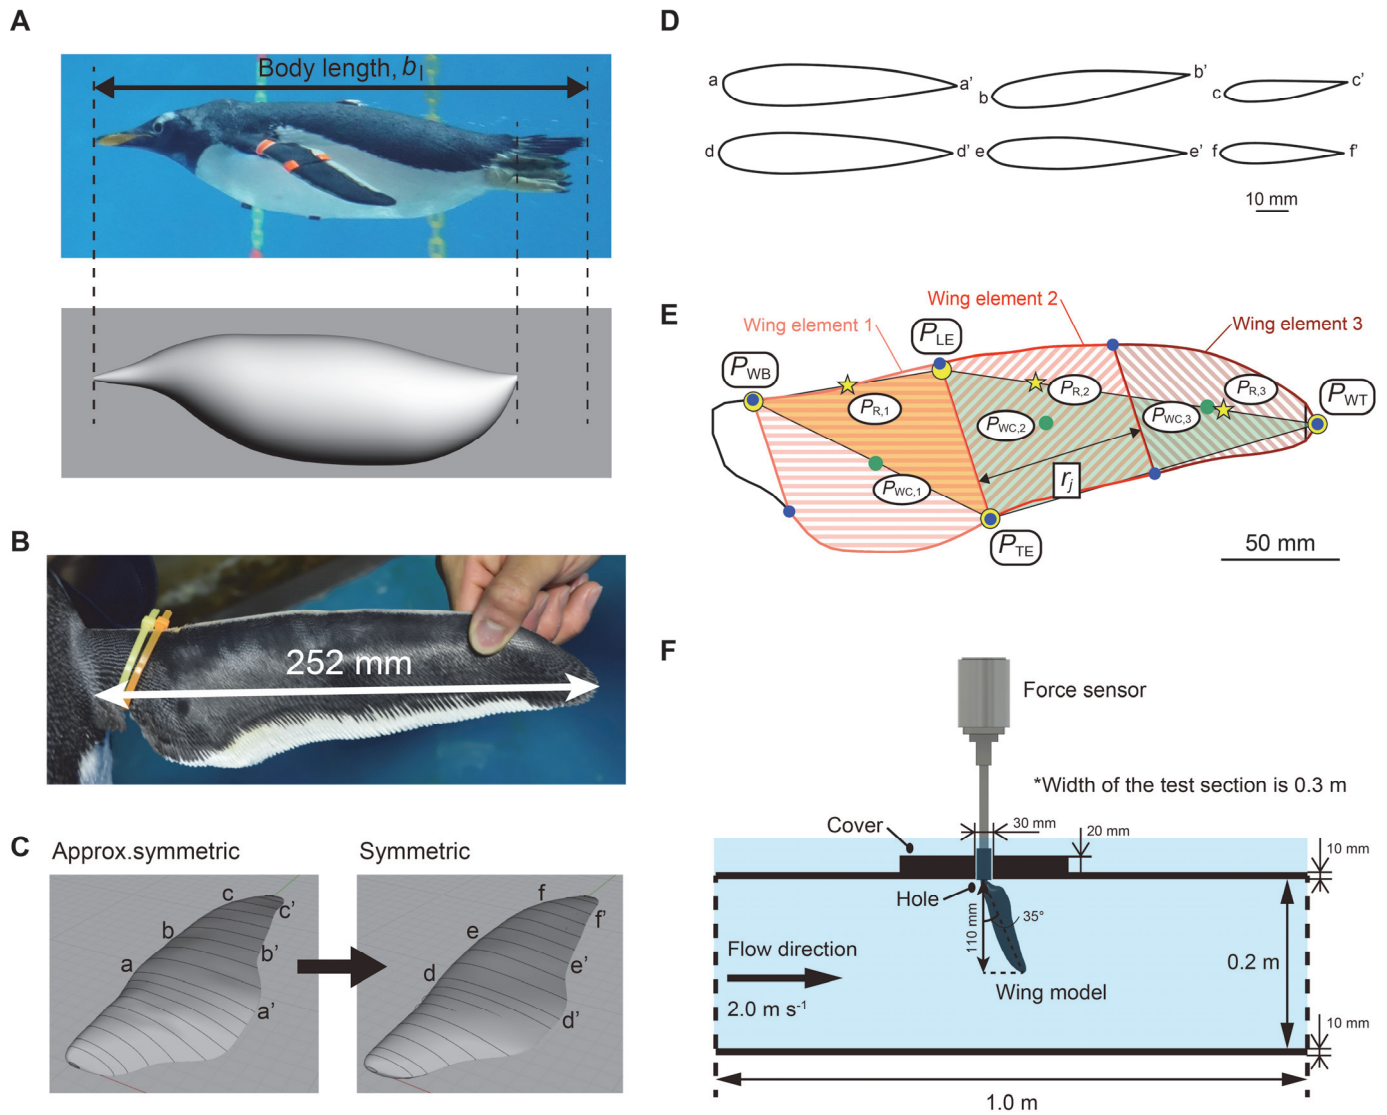 A
Body length, bl
B
252 mm
C
Approx.symmetric
Symmetric
a
b
c
c'
b'
a'
d
e
f
f'
e'
d'
D
a
a'
b
b'
c
c'
d
d'
e
e'
f
f'
10 mm
E
Wing element 1
Wing element 2
Wing element 3
PWB
PLE
PWT
PTE
PR,1
PR,2
PR,3
PWC,1
PWC,2
PWC,3
rj
50 mm
F
Force sensor
*Width of the test section is 0.3 m
Cover
30 mm
20 mm
10 mm
Hole
110 mm
35°
Flow direction
2.0 m s-1
Wing model
0.2 m
10 mm
1.0 m